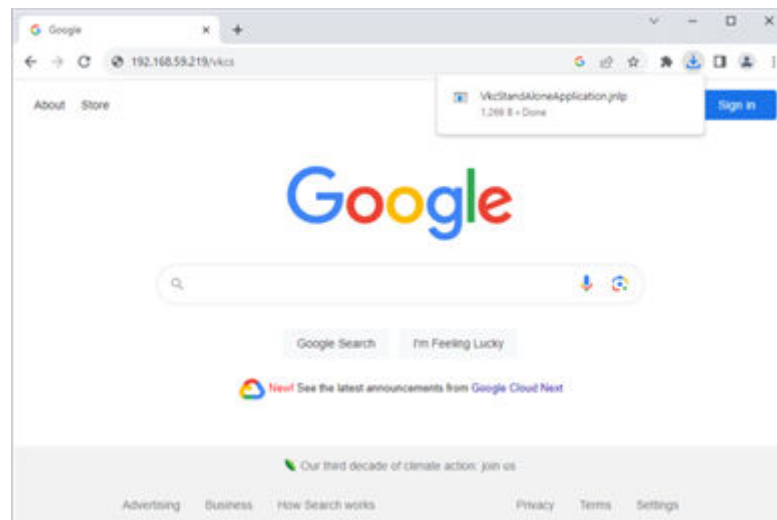 Google
192.168.59.219/vkcs
About Store
VkcStandAloneApplication.jnlp
1,266 B • Done
Sign in
Google
Google Search I'm Feeling Lucky
New! See the latest announcements from Google Cloud Next
Our third decade of climate action: join us
Advertising Business How Search works Privacy Terms Settings